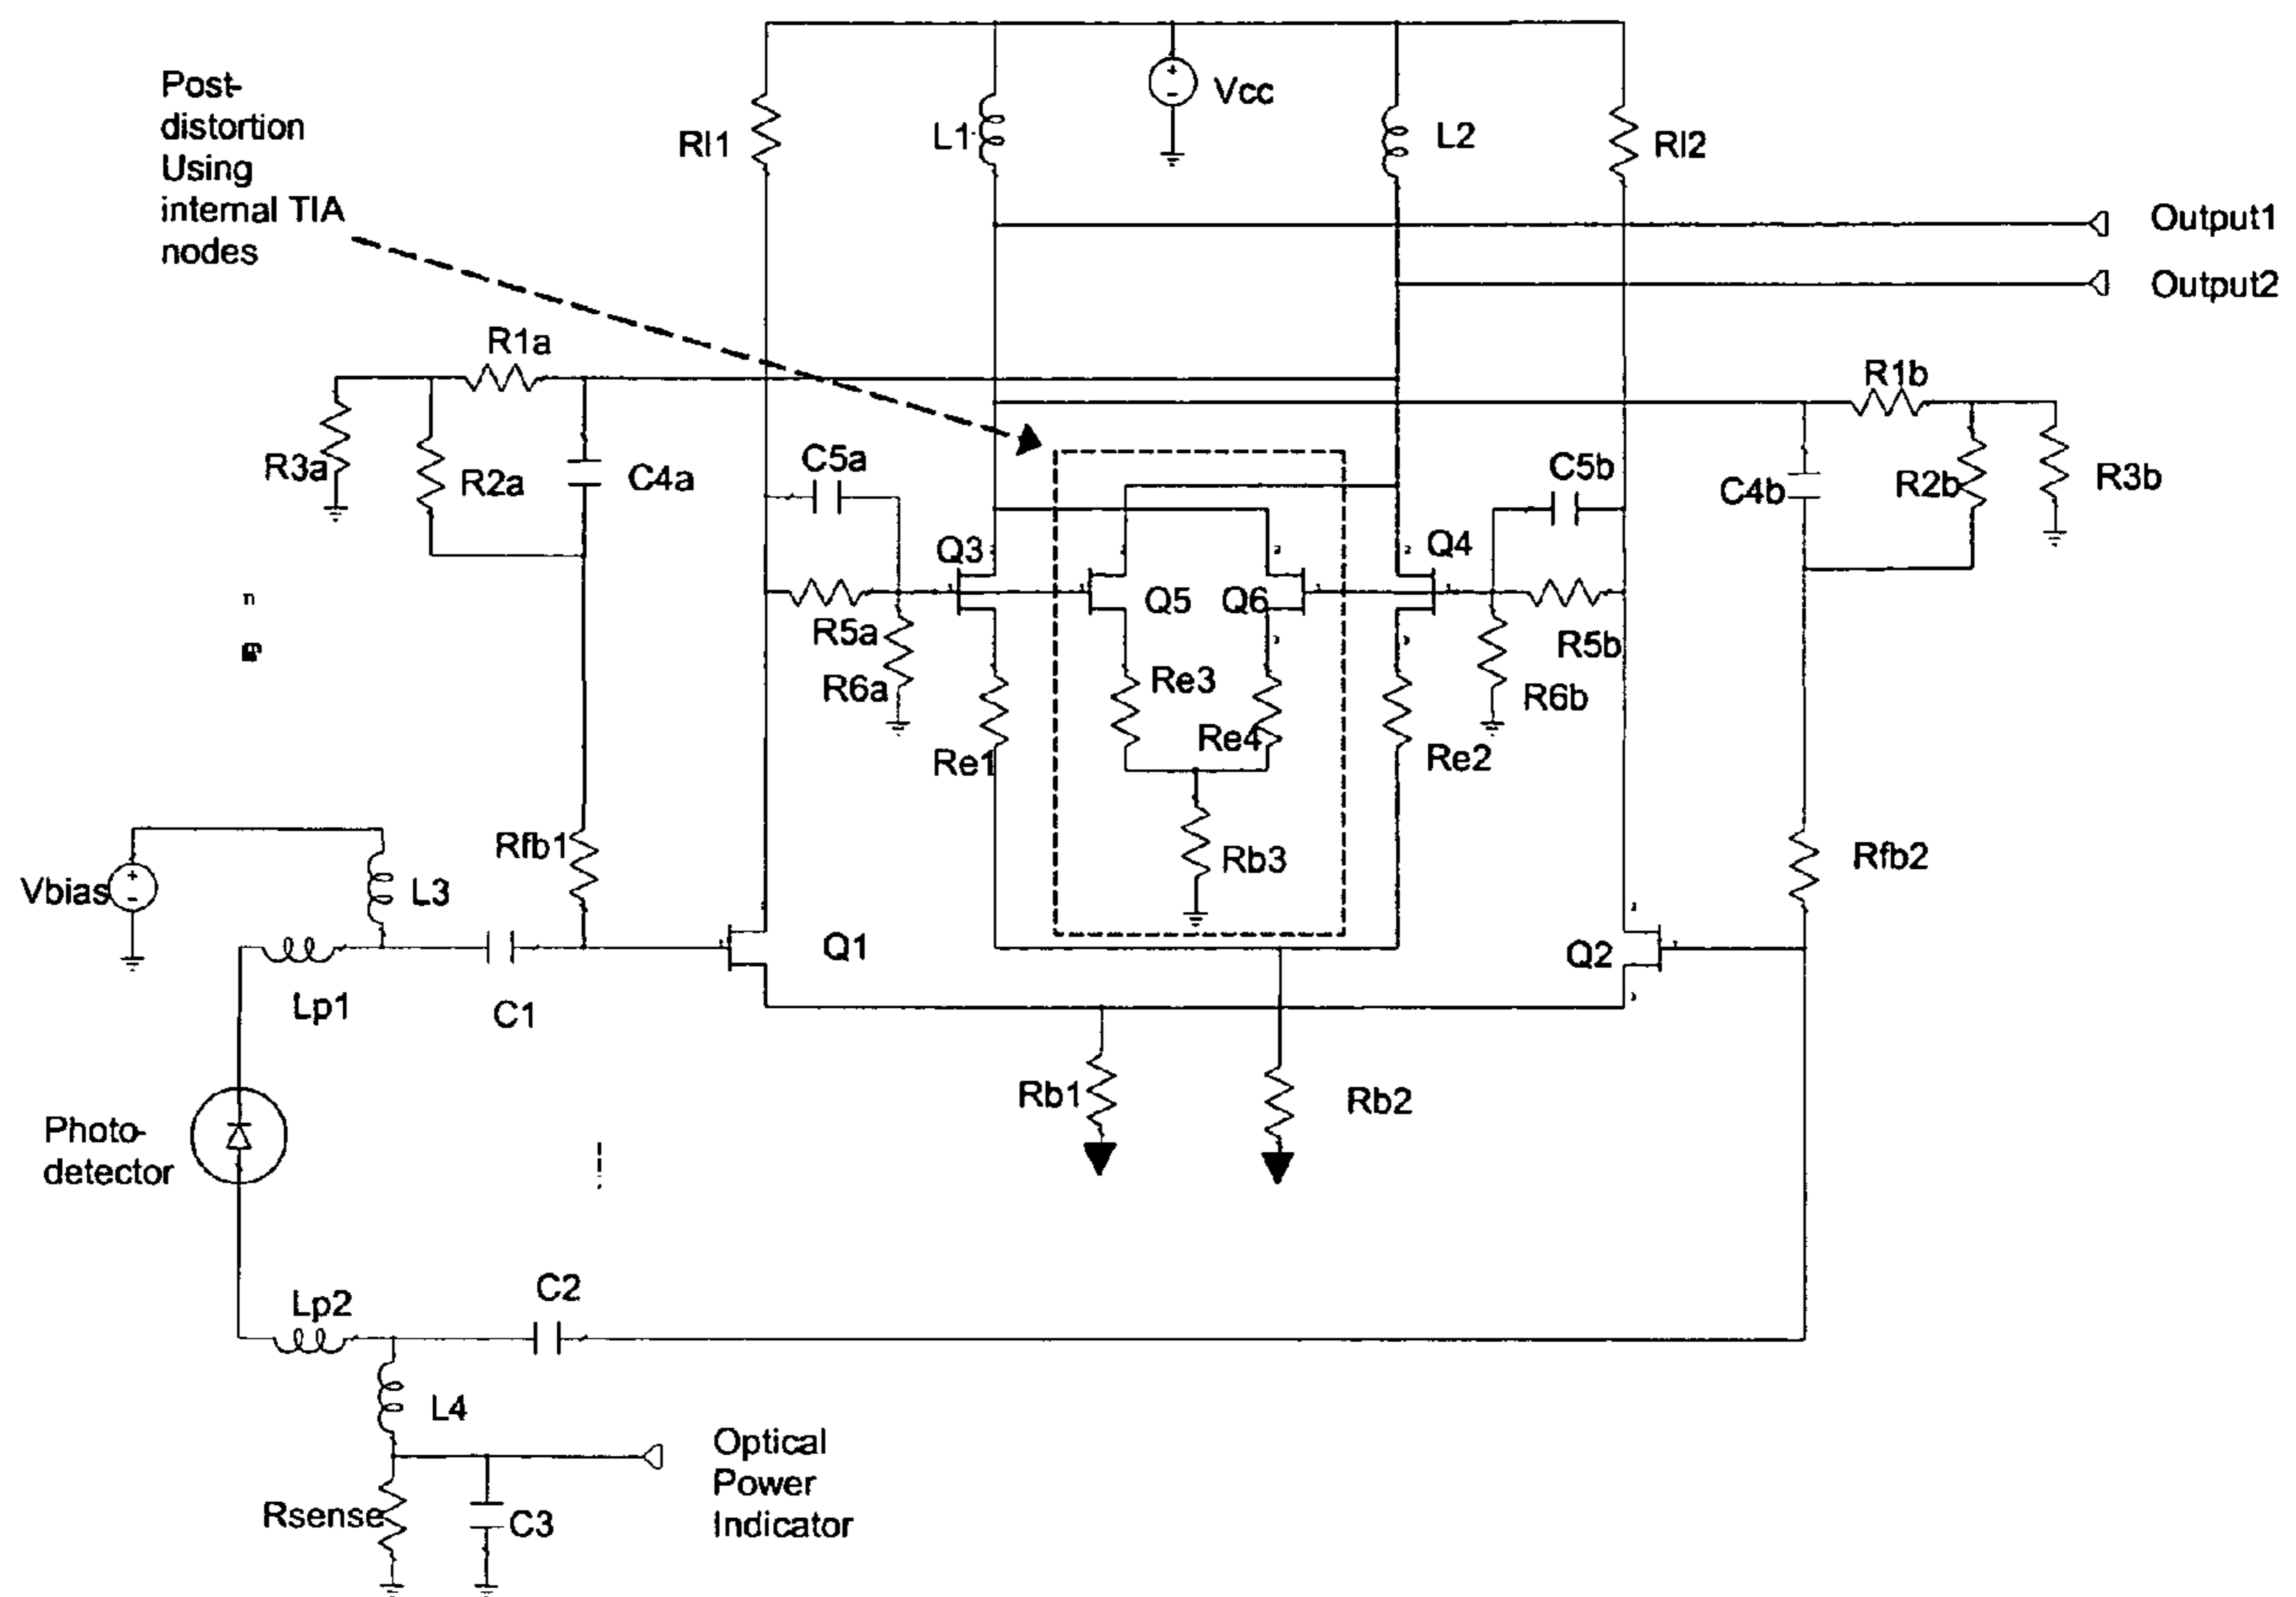 Post-
distortion
Using
internal TIA
nodes
Rl1
L1
Vcc
L2
Rl2
Output1
Output2
R1a
R3a
R2a
C4a
C5a
C5b
R1b
C4b
R2b
R3b
Q3
Q4
Q5
Q6
R5a
R6a
R5b
R6b
Re3
Re4
Re1
Re2
Rb3
Vbias
L3
Rfb1
Rfb2
Lp1
C1
Q1
Q2
Rb1
Rb2
Photo-
detector
Lp2
C2
L4
Optical
Power
Indicator
Rsense
C3